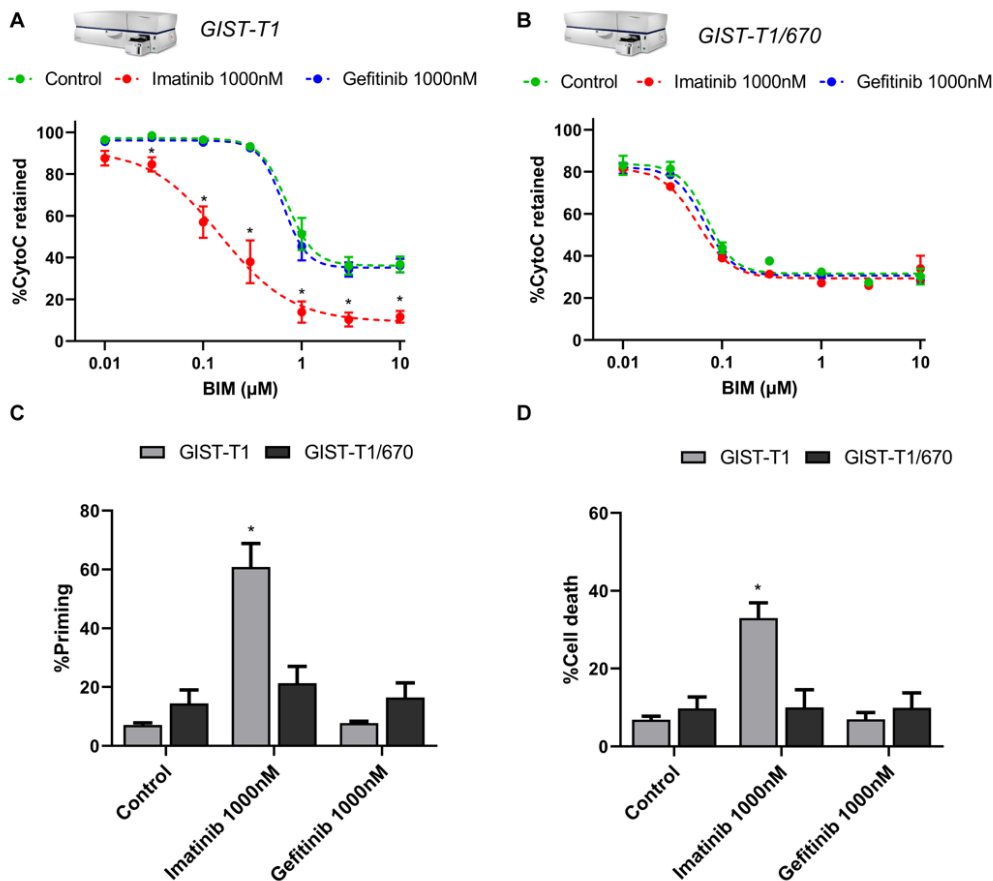 A
GIST-T1
Control
Imatinib 1000nM
Gefitinib 1000nM
%CytoC retained
100
80
60
40
20
0
*
*
*
*
*
*
0.01
0.1
1
10
BIM (µM)
B
GIST-T1/670
Control
Imatinib 1000nM
Gefitinib 1000nM
%CytoC retained
100
80
60
40
20
0
0.01
0.1
1
10
BIM (µM)
C
GIST-T1
GIST-T1/670
%Priming
80
60
40
20
0
*
Control
Imatinib 1000nM
Gefitinib 1000nM
D
GIST-T1
GIST-T1/670
%Cell death
60
40
20
0
*
Control
Imatinib 1000nM
Gefitinib 1000nM